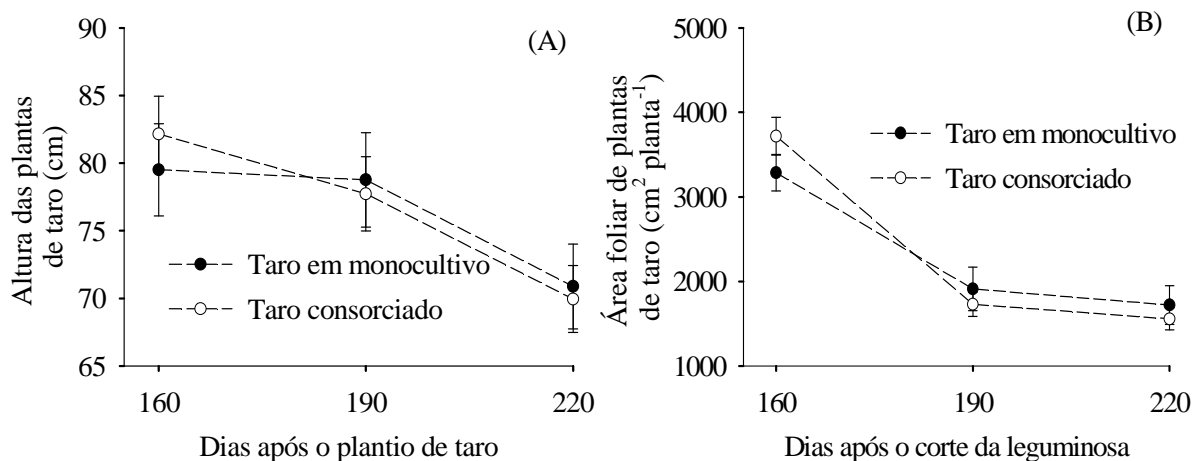 (A)
Altura das plantas
de taro (cm)
90
85
80
75
70
65
Taro em monocultivo
Taro consorciado
160
190
220
Dias após o plantio de taro
(B)
Área foliar de plantas
de taro (cm² planta⁻¹)
5000
4000
3000
2000
1000
Taro em monocultivo
Taro consorciado
160
190
220
Dias após o corte da leguminosa